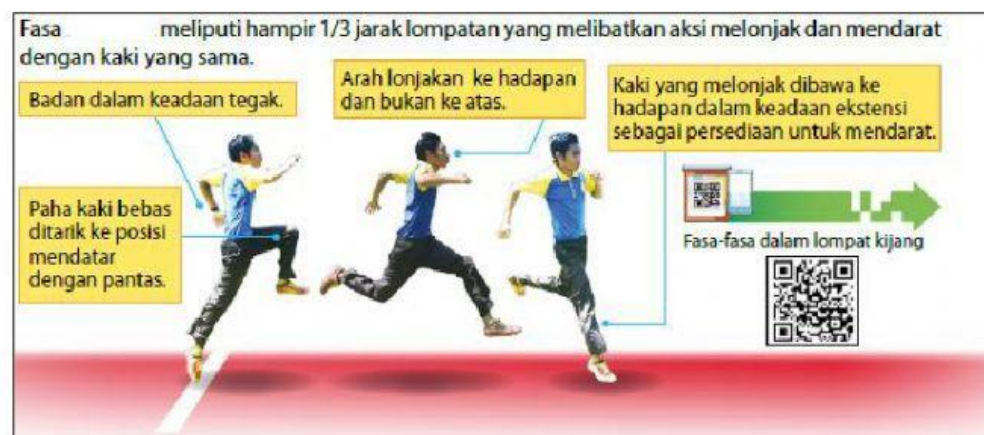 Fasa meliputi hampir 1/3 jarak lompatan yang melibatkan aksi melonjak dan mendarat
dengan kaki yang sama.
Badan dalam keadaan tegak.
Arah lonjakan ke hadapan
dan bukan ke atas.
Kaki yang melonjak dibawa ke
hadapan dalam keadaan ekstensi
sebagai persediaan untuk mendarat.
Paha kaki bebas
ditarik ke posisi
mendatar
dengan pantas.
Fasa-fasa dalam lompat kijang